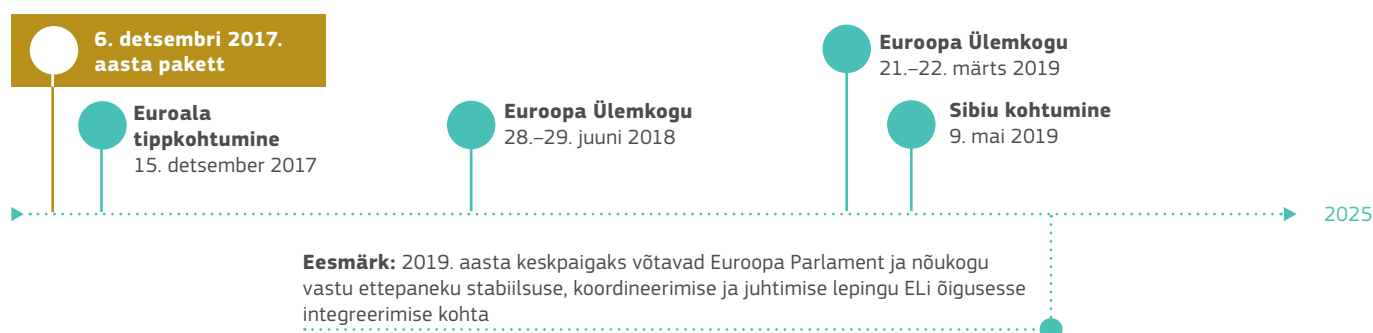 6. detsembri 2017.
aasta pakett
Euroala
tippkohtumine
15. detsember 2017
Euroopa Ülemkogu
28.–29. juuni 2018
Euroopa Ülemkogu
21.–22. märts 2019
Sibiu kohtumine
9. mai 2019
2025
Eesmärk: 2019. aasta keskpaigaks võtavad Euroopa Parlament ja nõukogu
vastu ettepaneku stabiilsuse, koordineerimise ja juhtimise lepingu ELi õigusesse
integreerimise kohta